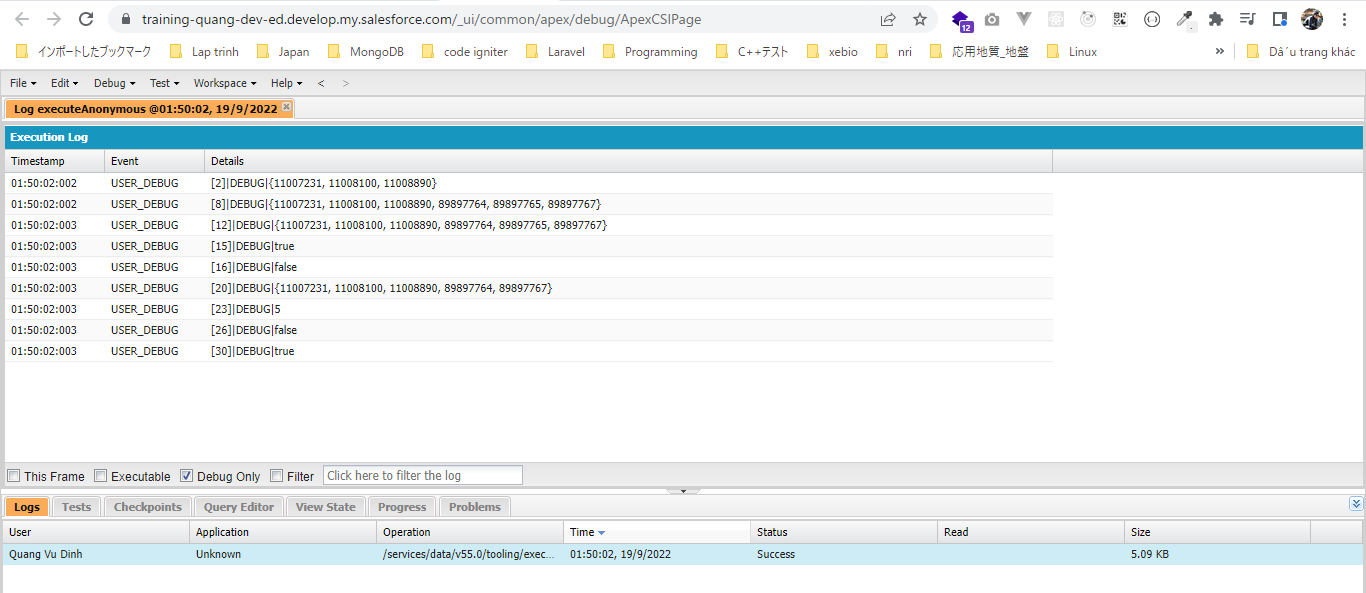 training-quang-dev-ed.develop.my.salesforce.com/_ui/common/apex/debug/ApexCSIPage
12
インポートしたブックマーク Lap trinh Japan MongoDB code igniter Laravel Programming C++テスト xebio nri 応用地質_地盤 Linux » Dấu trang khác
File Edit Debug Test Workspace Help < >
Log executeAnonymous @01:50:02, 19/9/2022
Execution Log
Timestamp Event Details
01:50:02:002 USER_DEBUG [2]|DEBUG|{11007231, 11008100, 11008890}
01:50:02:002 USER_DEBUG [8]|DEBUG|{11007231, 11008100, 11008890, 89897764, 89897765, 89897767}
01:50:02:003 USER_DEBUG [12]|DEBUG|{11007231, 11008100, 11008890, 89897764, 89897765, 89897767}
01:50:02:003 USER_DEBUG [15]|DEBUG|true
01:50:02:003 USER_DEBUG [16]|DEBUG|false
01:50:02:003 USER_DEBUG [20]|DEBUG|{11007231, 11008100, 11008890, 89897764, 89897767}
01:50:02:003 USER_DEBUG [23]|DEBUG|5
01:50:02:003 USER_DEBUG [26]|DEBUG|false
01:50:02:003 USER_DEBUG [30]|DEBUG|true
This Frame Executable Debug Only Filter Click here to filter the log
Logs Tests Checkpoints Query Editor View State Progress Problems
User Application Operation Time Status Read Size
Quang Vu Dinh Unknown /services/data/v55.0/tooling/exec... 01:50:02, 19/9/2022 Success 5.09 KB